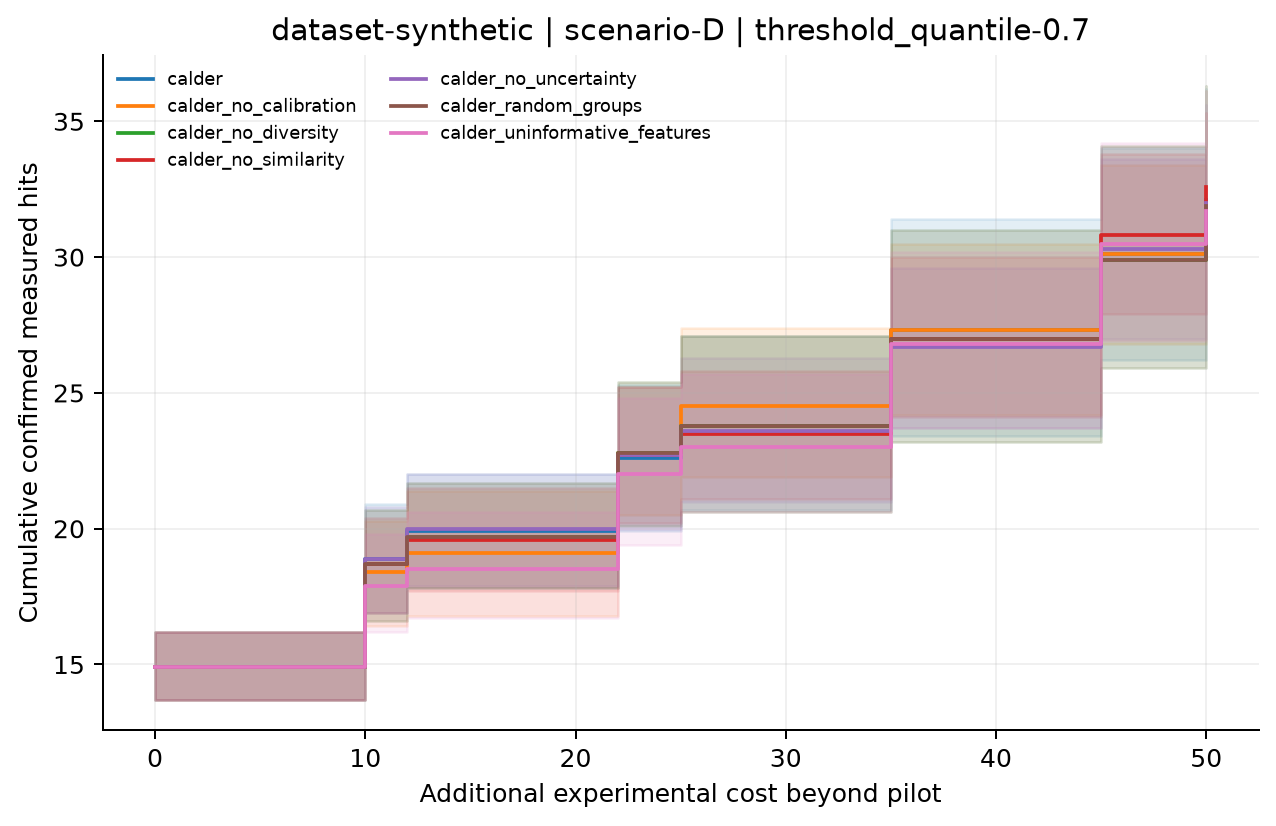 dataset-synthetic | scenario-D | threshold_quantile-0.7
calder
calder_no_calibration
calder_no_diversity
calder_no_similarity
calder_no_uncertainty
calder_random_groups
calder_uninformative_features
Cumulative confirmed measured hits
35
30
25
20
15
0 10 20 30 40 50
Additional experimental cost beyond pilot